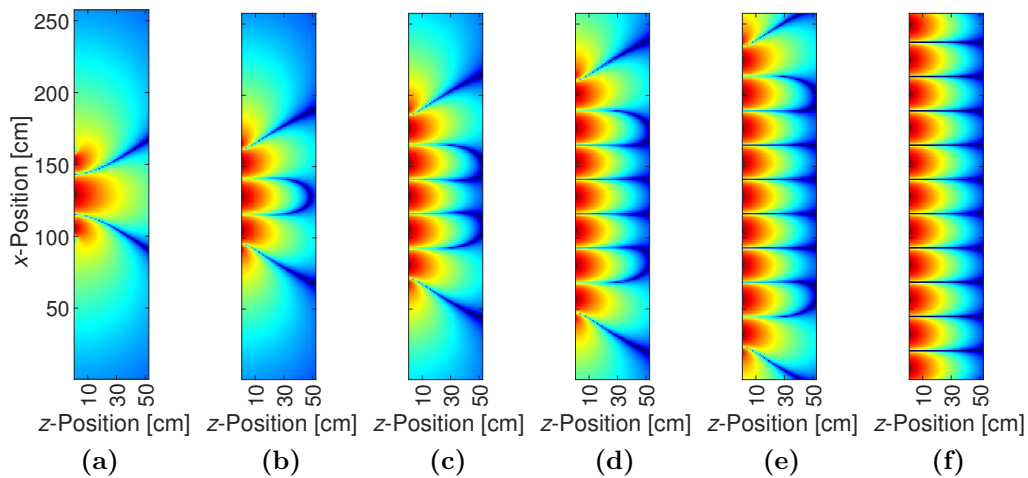 250
200
150
100
50
x-Position [cm]
10 30 50 10 30 50 10 30 50 10 30 50 10 30 50 10 30 50
z-Position [cm] z-Position [cm] z-Position [cm] z-Position [cm] z-Position [cm] z-Position [cm]
(a) (b) (c) (d) (e) (f)